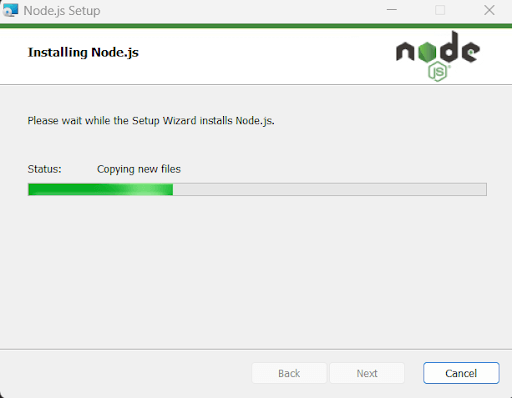 Node.js Setup
Installing Node.js
node
JS®
Please wait while the Setup Wizard installs Node.js.
Status: Copying new files
Back Next Cancel